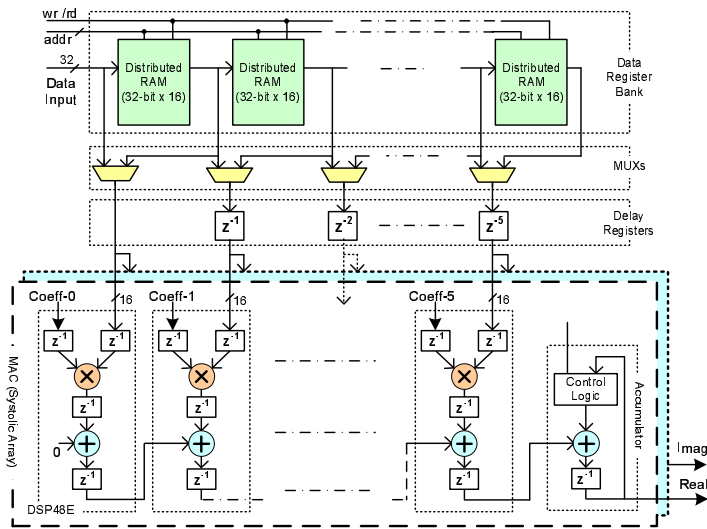 wr /rd
addr
32
Data
Input
Distributed
RAM
(32-bit x 16)
Distributed
RAM
(32-bit x 16)
Distributed
RAM
(32-bit x 16)
Data
Register
Bank
MUXs
z-1
z-2
z-5
Delay
Registers
Coeff-0
16
Coeff-1
16
Coeff-5
16
z-1
z-1
z-1
z-1
z-1
z-1
Control
Logic
Accumulator
MAC (Systolic Array)
×
×
×
z-1
z-1
z-1
0
+
+
+
+
z-1
z-1
z-1
z-1
DSP48E
Imag
Real